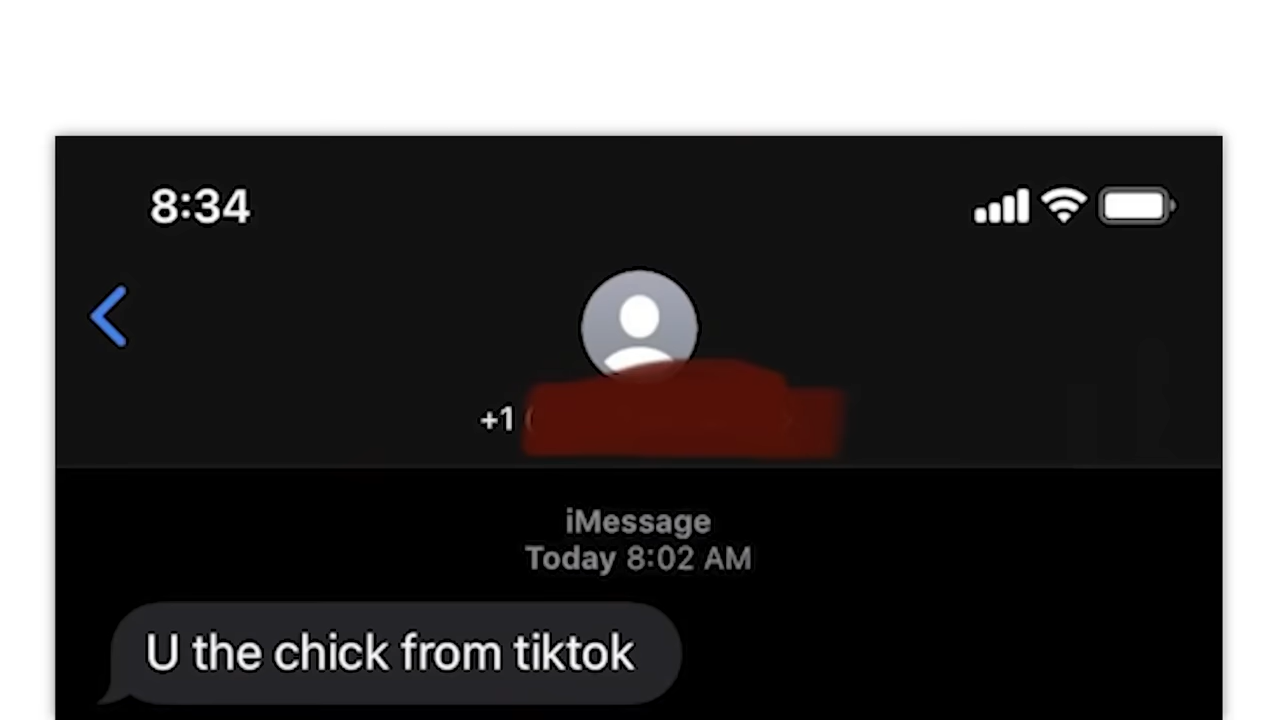 8:34
+1
iMessage
Today 8:02 AM
U the chick from tiktok